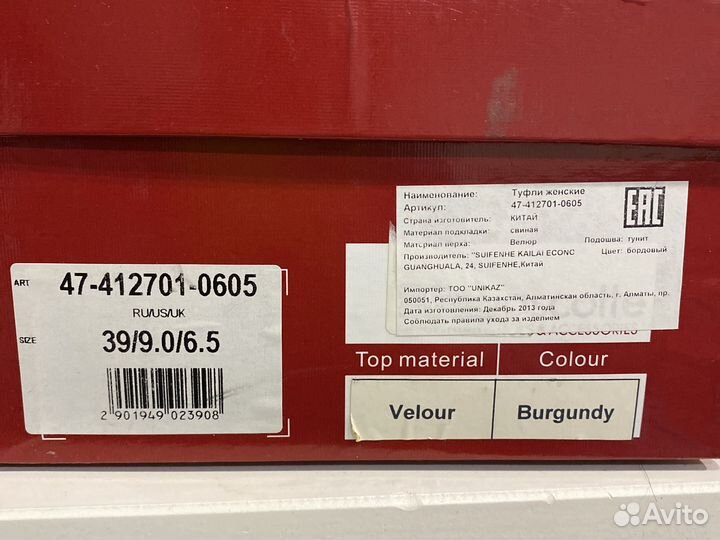 Наименование: Туфли женские
Артикул: 47-412701-0605
Страна изготовитель: КИТАЙ
Материал подкладки: свиная
Материал верха: Велюр Подошва: тунит
Производитель: "SUIFENHE KAILAI ECONC Цвет: бордовый
GUANGHUALA, 24, SUIFENHE,Китай
Импортер: ТОО "UNIKAZ"
050051, Республика Казахстан, Алматинская область, г. Алматы, пр.
Дата изготовления: Декабрь 2013 года
Соблюдать правила ухода за изделием
EAC
ART 47-412701-0605
RU/US/UK
SIZE 39/9.0/6.5
2 901949 023908
& ACCESSORIES
Top material Colour
Velour Burgundy
Avito